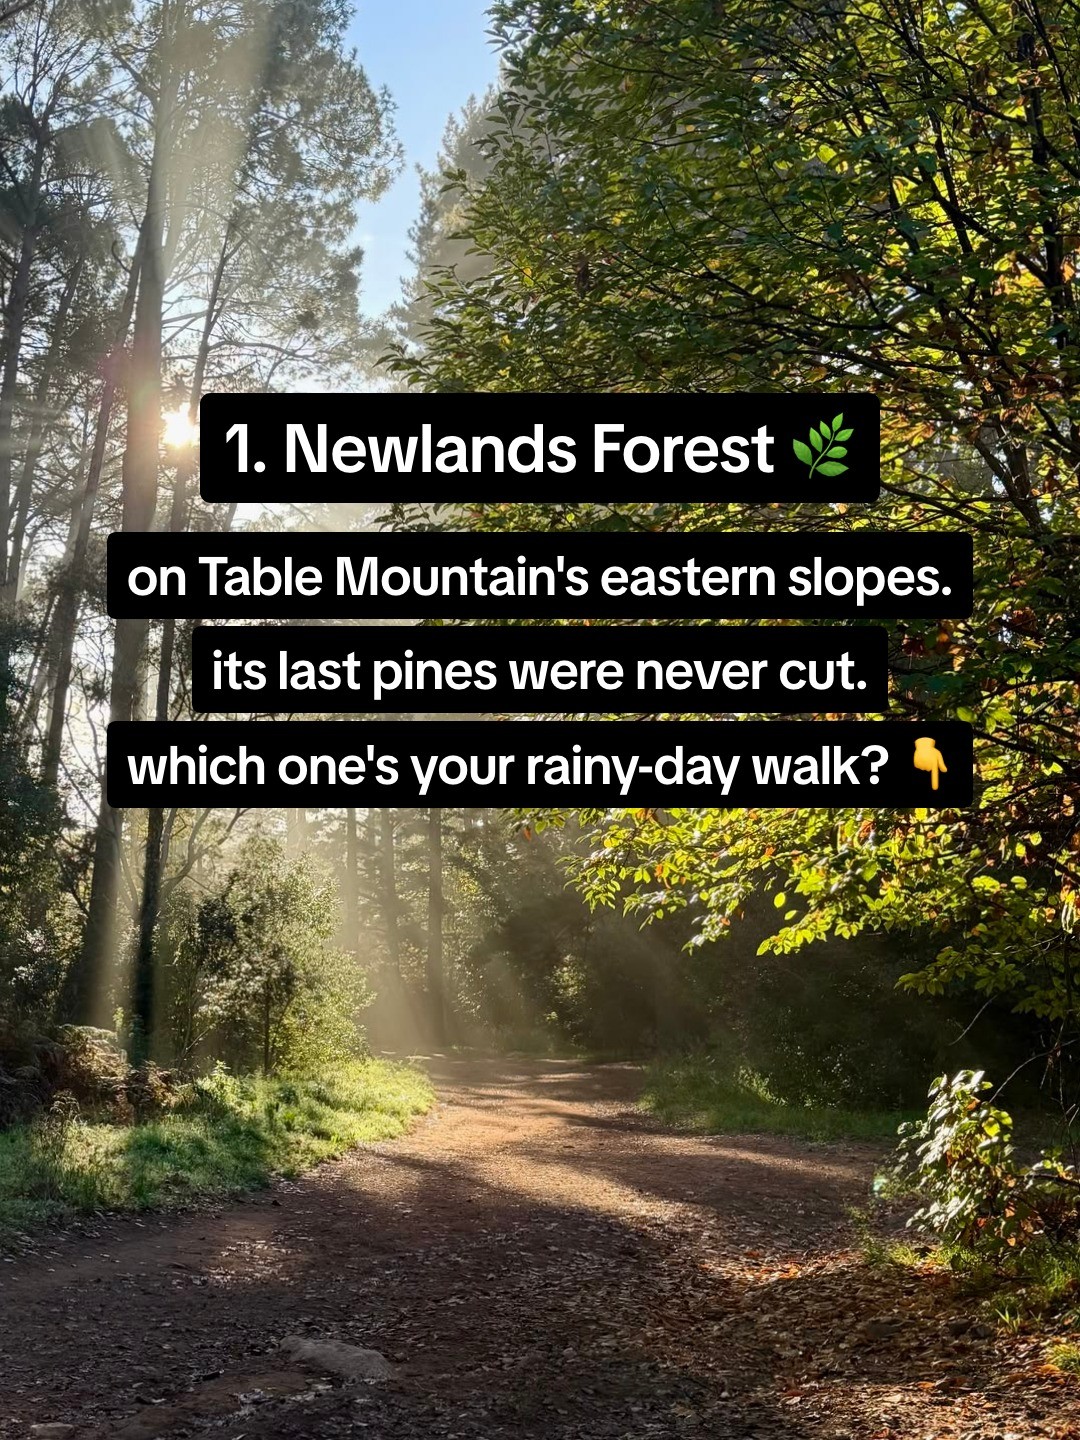 1. Newlands Forest 🌿
on Table Mountain's eastern slopes.
its last pines were never cut.
which one's your rainy-day walk? 👇